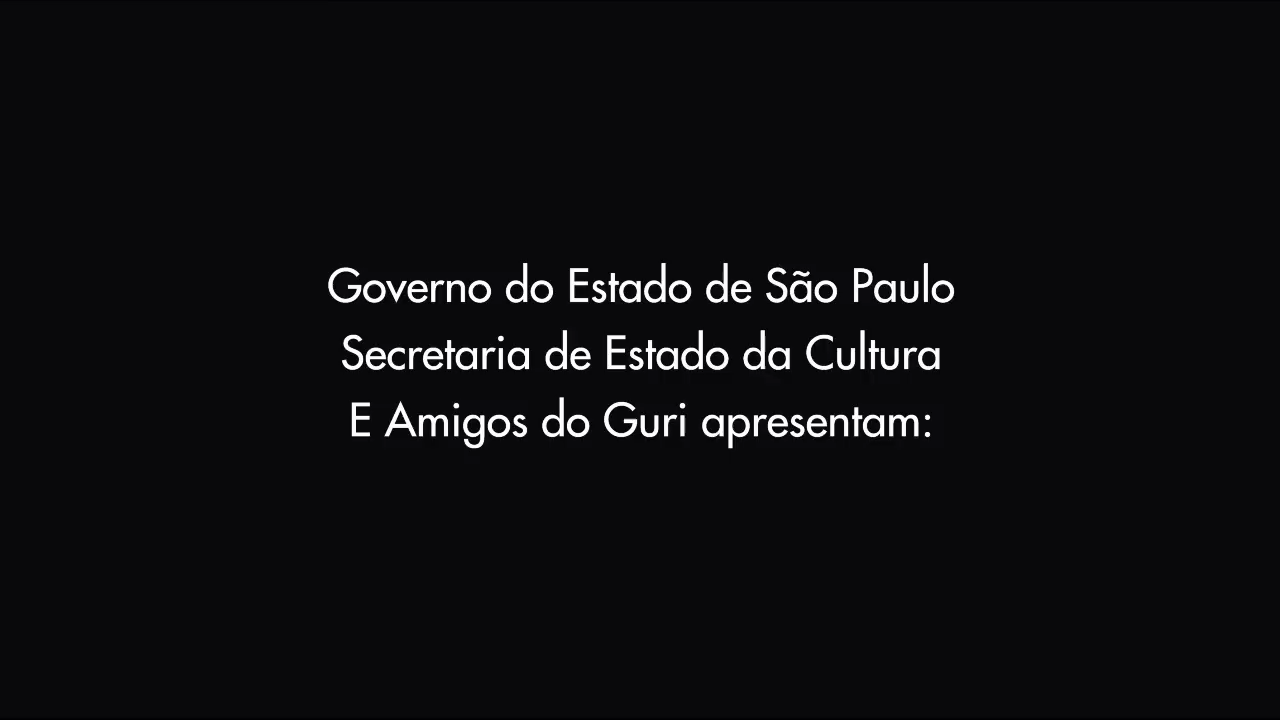 Governo do Estado de São Paulo
Secretaria de Estado da Cultura
E Amigos do Guri apresentam: